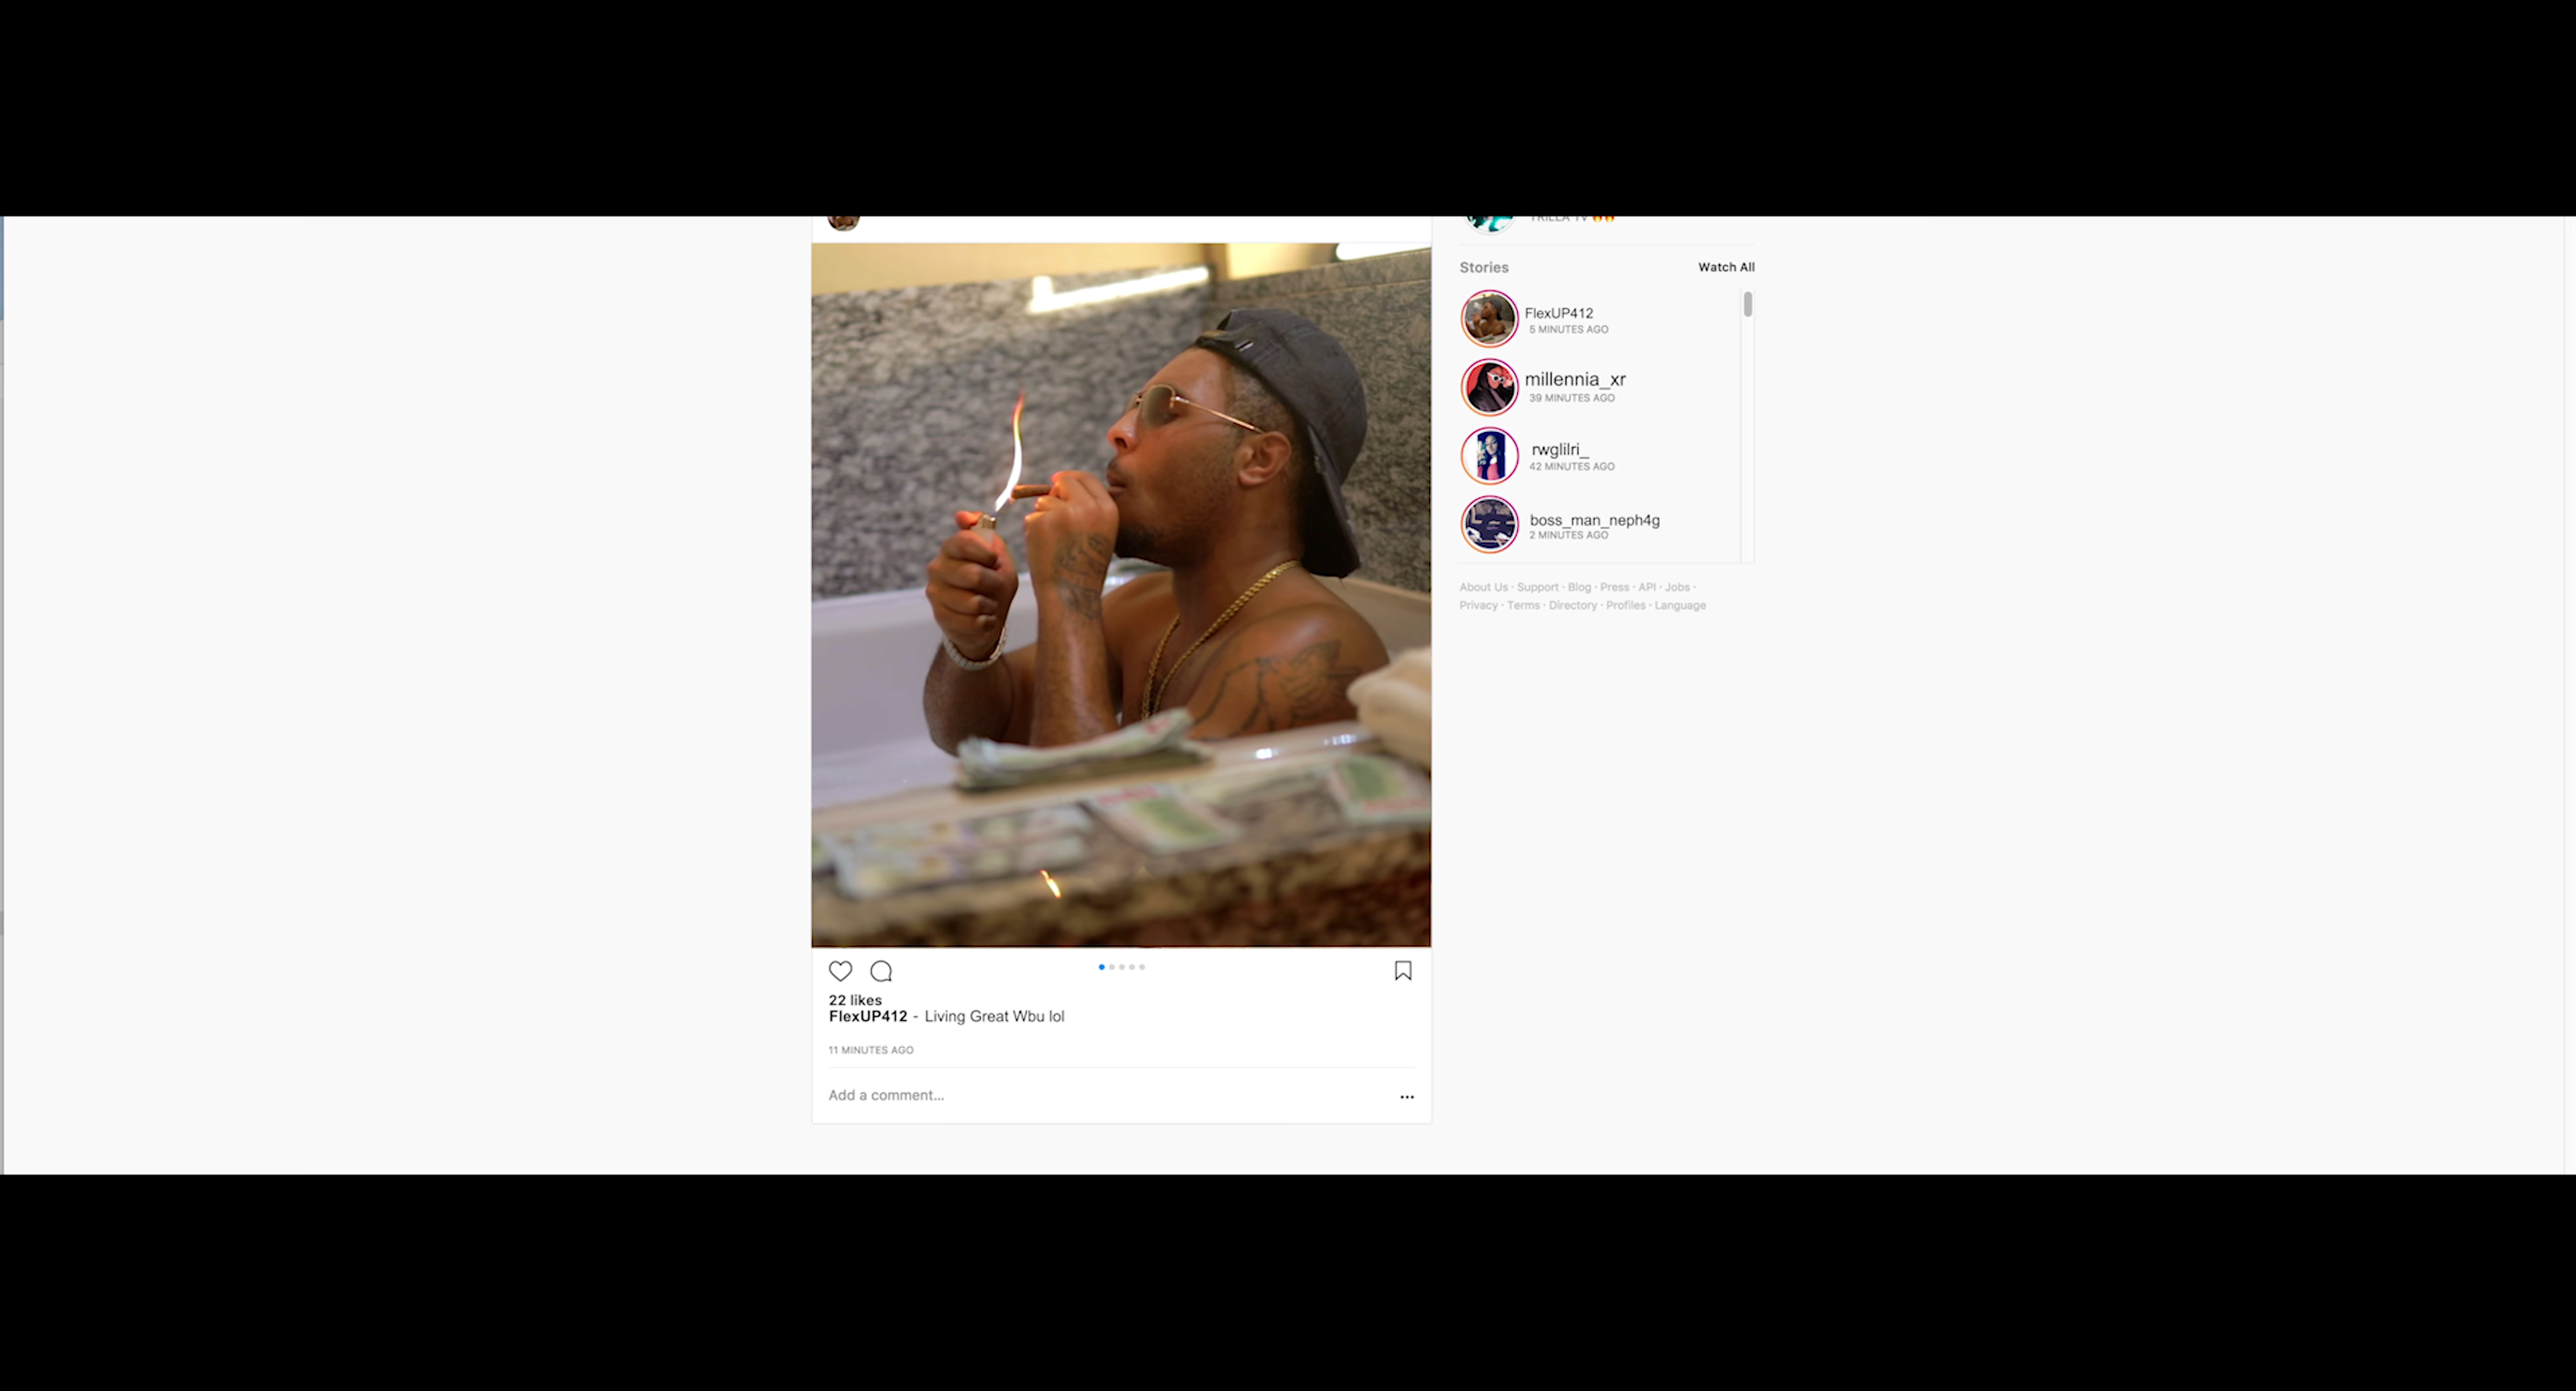 TRILLA TV 🔥🔥
Stories
Watch All
FlexUP412
5 MINUTES AGO
millennia_xr
39 MINUTES AGO
rwglilri_
42 MINUTES AGO
boss_man_neph4g
2 MINUTES AGO
About Us · Support · Blog · Press · API · Jobs ·
Privacy · Terms · Directory · Profiles · Language
22 likes
FlexUP412 - Living Great Wbu lol
11 MINUTES AGO
Add a comment...